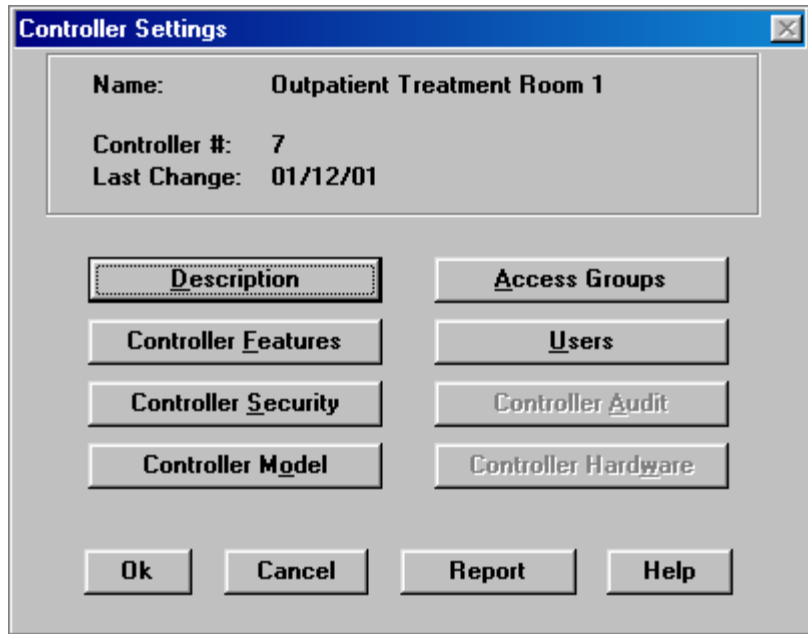 Controller Settings
Name: Outpatient Treatment Room 1
Controller #: 7
Last Change: 01/12/01
Description Access Groups
Controller Features Users
Controller Security Controller Audit
Controller Model Controller Hardware
Ok Cancel Report Help